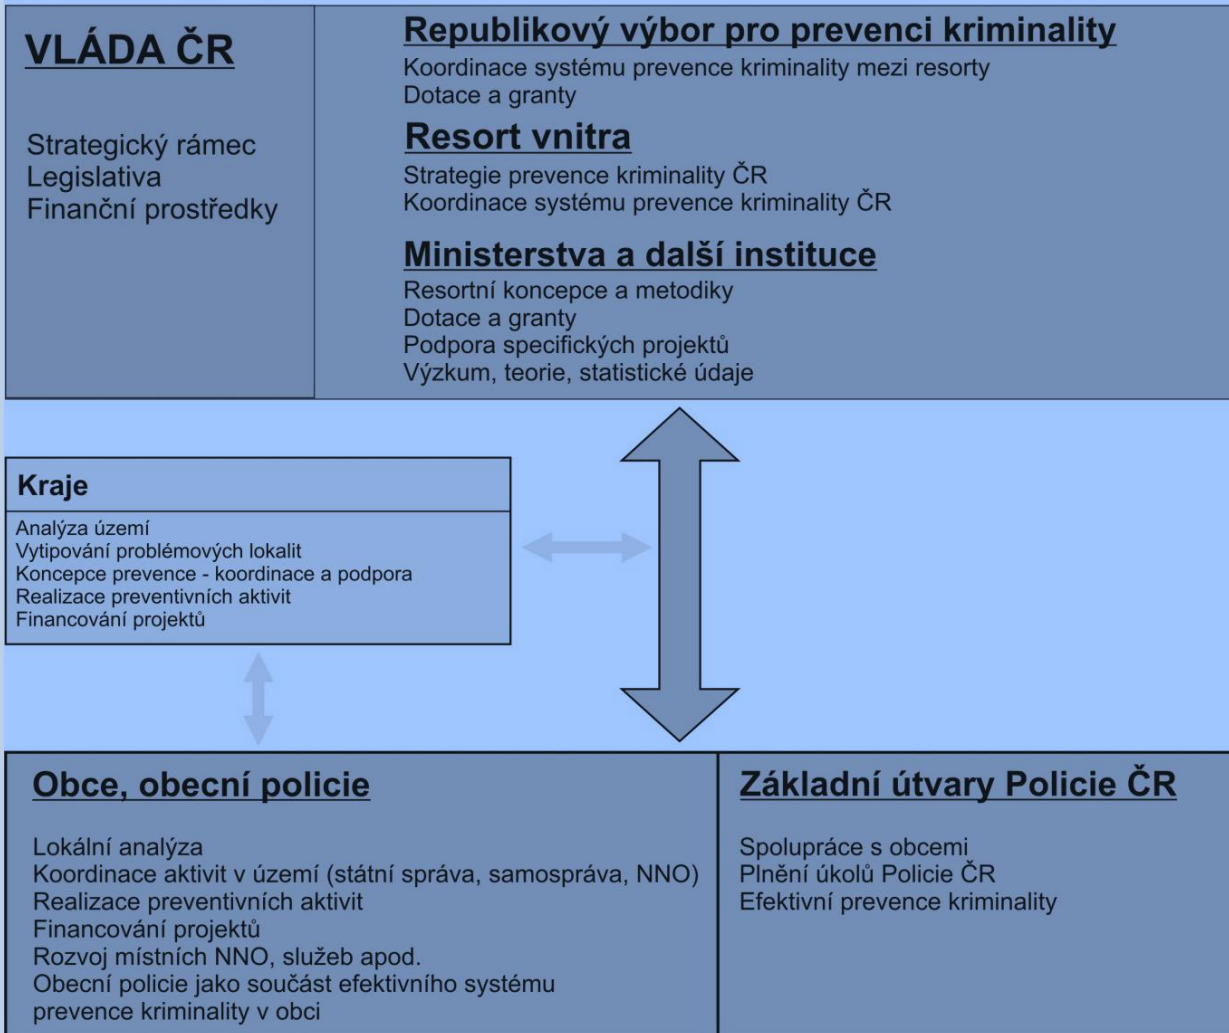 VLÁDA ČR
Strategický rámec
Legislativa
Finanční prostředky
Republikový výbor pro prevenci kriminality
Koordinace systému prevence kriminality mezi resorty
Dotace a granty
Resort vnitra
Strategie prevence kriminality ČR
Koordinace systému prevence kriminality ČR
Ministerstva a další instituce
Resortní koncepce a metodiky
Dotace a granty
Podpora specifických projektů
Výzkum, teorie, statistické údaje
Kraje
Analýza území
Vytipování problémových lokalit
Koncepce prevence - koordinace a podpora
Realizace preventivních aktivit
Financování projektů
Obce, obecní policie
Lokální analýza
Koordinace aktivit v území (státní správa, samospráva, NNO)
Realizace preventivních aktivit
Financování projektů
Rozvoj místních NNO, služeb apod.
Obecní policie jako součást efektivního systému
prevence kriminality v obci
Základní útvary Policie ČR
Spolupráce s obcemi
Plnění úkolů Policie ČR
Efektivní prevence kriminality